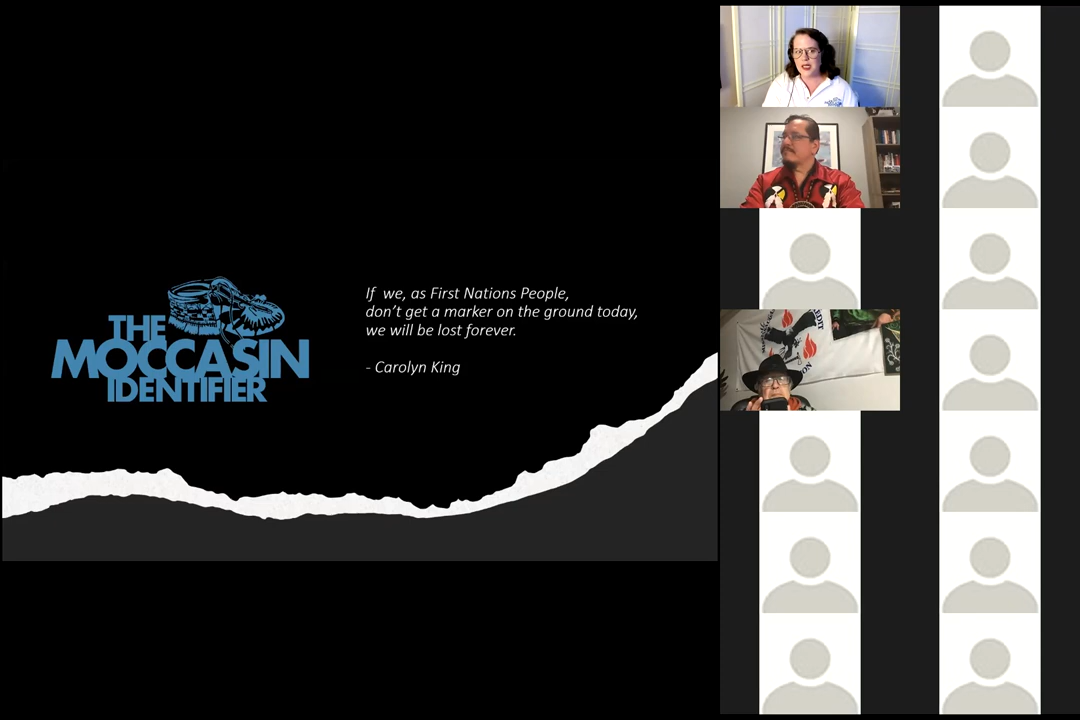 THE
MOCCASIN
IDENTIFIER
If we, as First Nations People,
don’t get a marker on the ground today,
we will be lost forever.
- Carolyn King